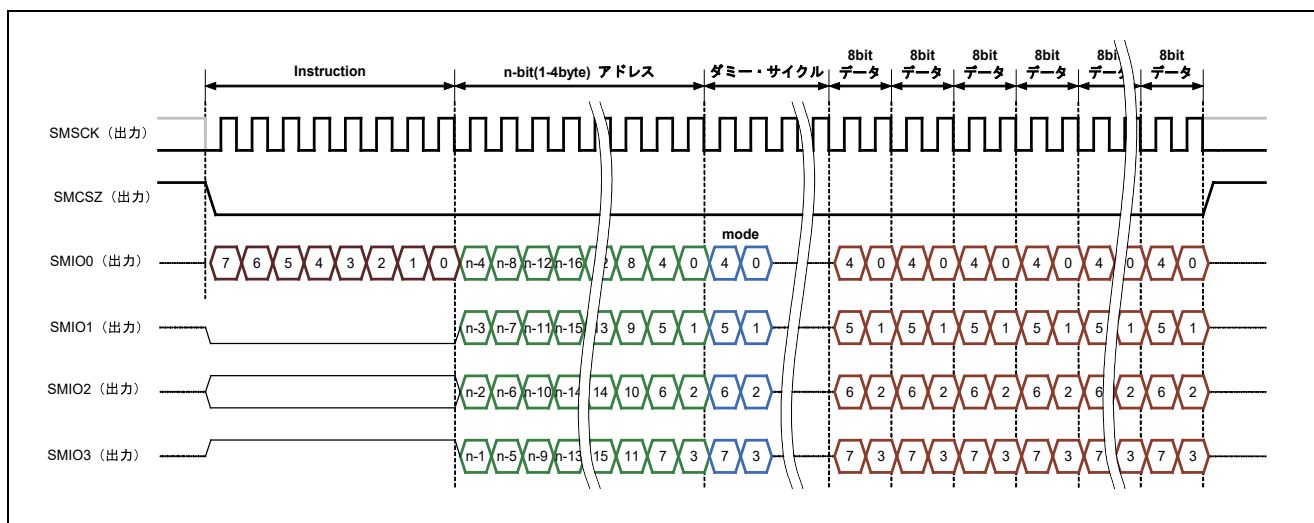 8bit 8bit 8bit 8bit 8bit 8bit
Instruction n-bit(1-4byte) アドレス ダミー・サイクル データ データ データ データ データ データ
SMSCK（出力）
SMCSZ（出力）
mode
SMIO0（出力） 7 6 5 4 3 2 1 0 n-4 n-8 n-12 n-16 8 4 0 4 0 4 0 4 0 4 0 4 0 4 0 4 0
SMIO1（出力） n-3 n-7 n-11 n-15 13 9 5 1 5 1 5 1 5 1 5 1 5 1 5 1 5 1
SMIO2（出力） n-2 n-6 n-10 n-14 14 10 6 2 6 2 6 2 6 2 6 2 6 2 6 2 6 2
SMIO3（出力） n-1 n-5 n-9 n-13 15 11 7 3 7 3 7 3 7 3 7 3 7 3 7 3 7 3